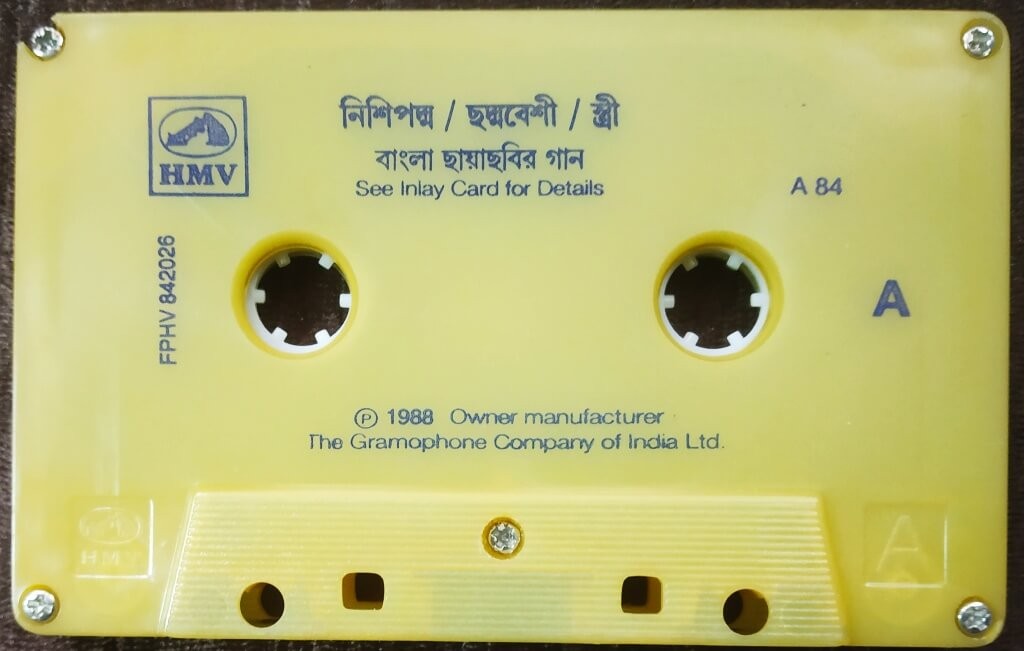 নিশিপদ্ম / ছদ্মবেশী / স্ত্রী
বাংলা ছায়াছবির গান
See Inlay Card for Details
HMV
A 84
FPHV 842026
A
Ⓟ 1988 Owner manufacturer
The Gramophone Company of India Ltd.
HMV
A